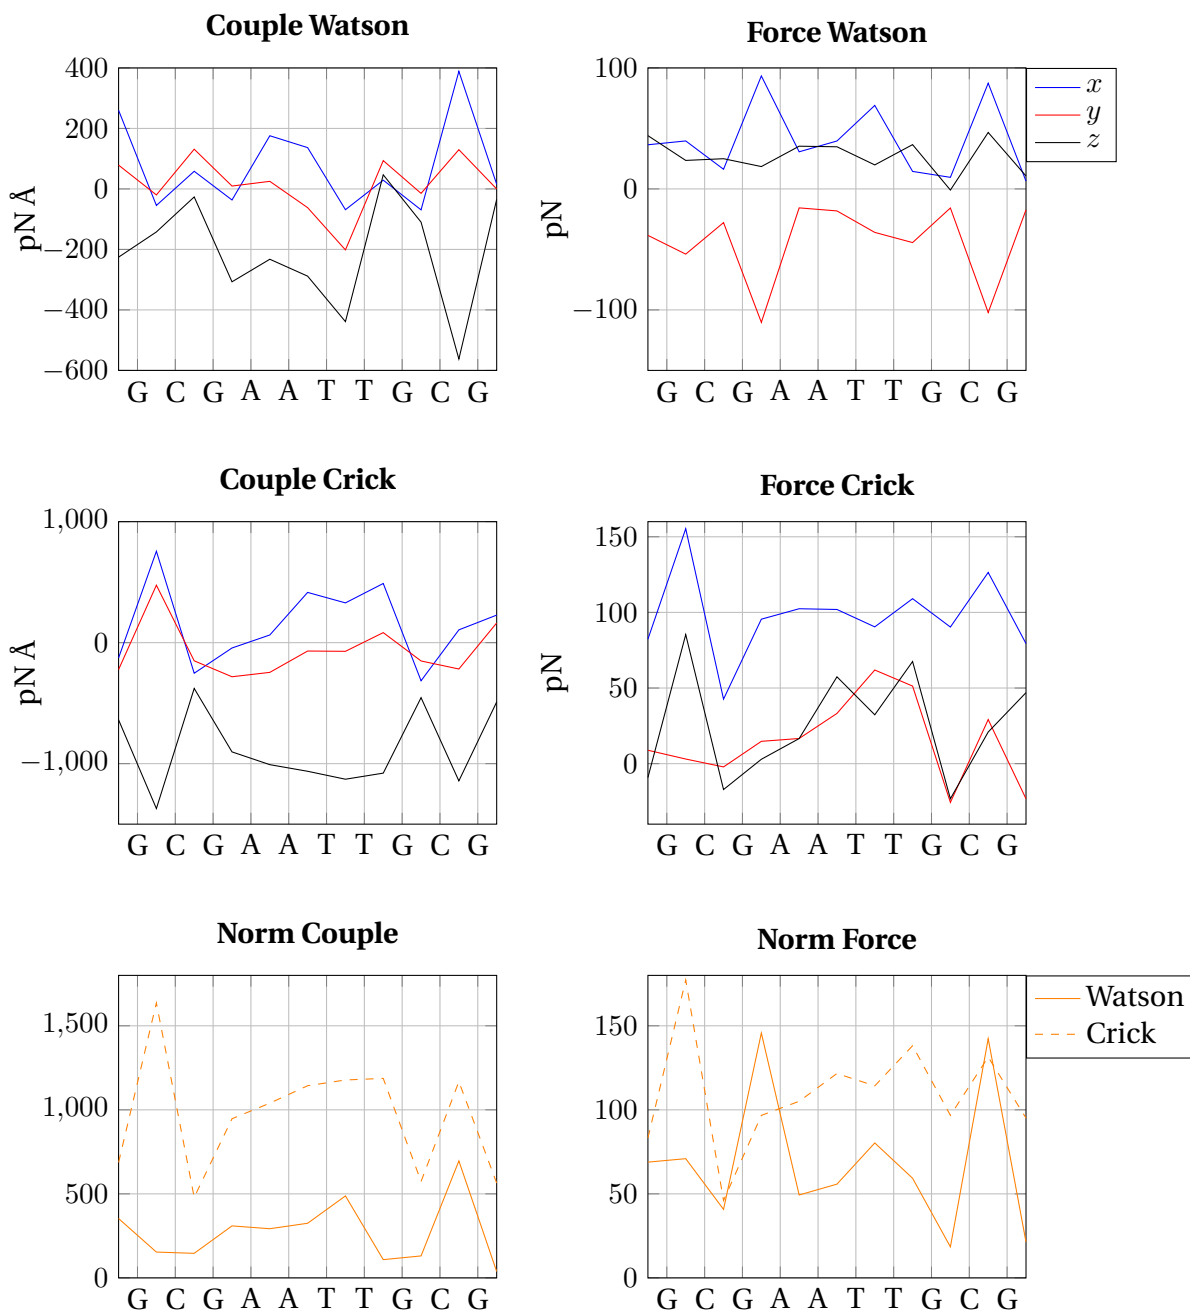 Couple Watson
Force Watson
400
200
0
−200
−400
−600
pN Å
G C G A A T T G C G
100
0
−100
pN
G C G A A T T G C G
x
y
z
Couple Crick
Force Crick
1,000
0
−1,000
pN Å
G C G A A T T G C G
150
100
50
0
pN
G C G A A T T G C G
Norm Couple
Norm Force
1,500
1,000
500
0
G C G A A T T G C G
150
100
50
0
G C G A A T T G C G
Watson
Crick